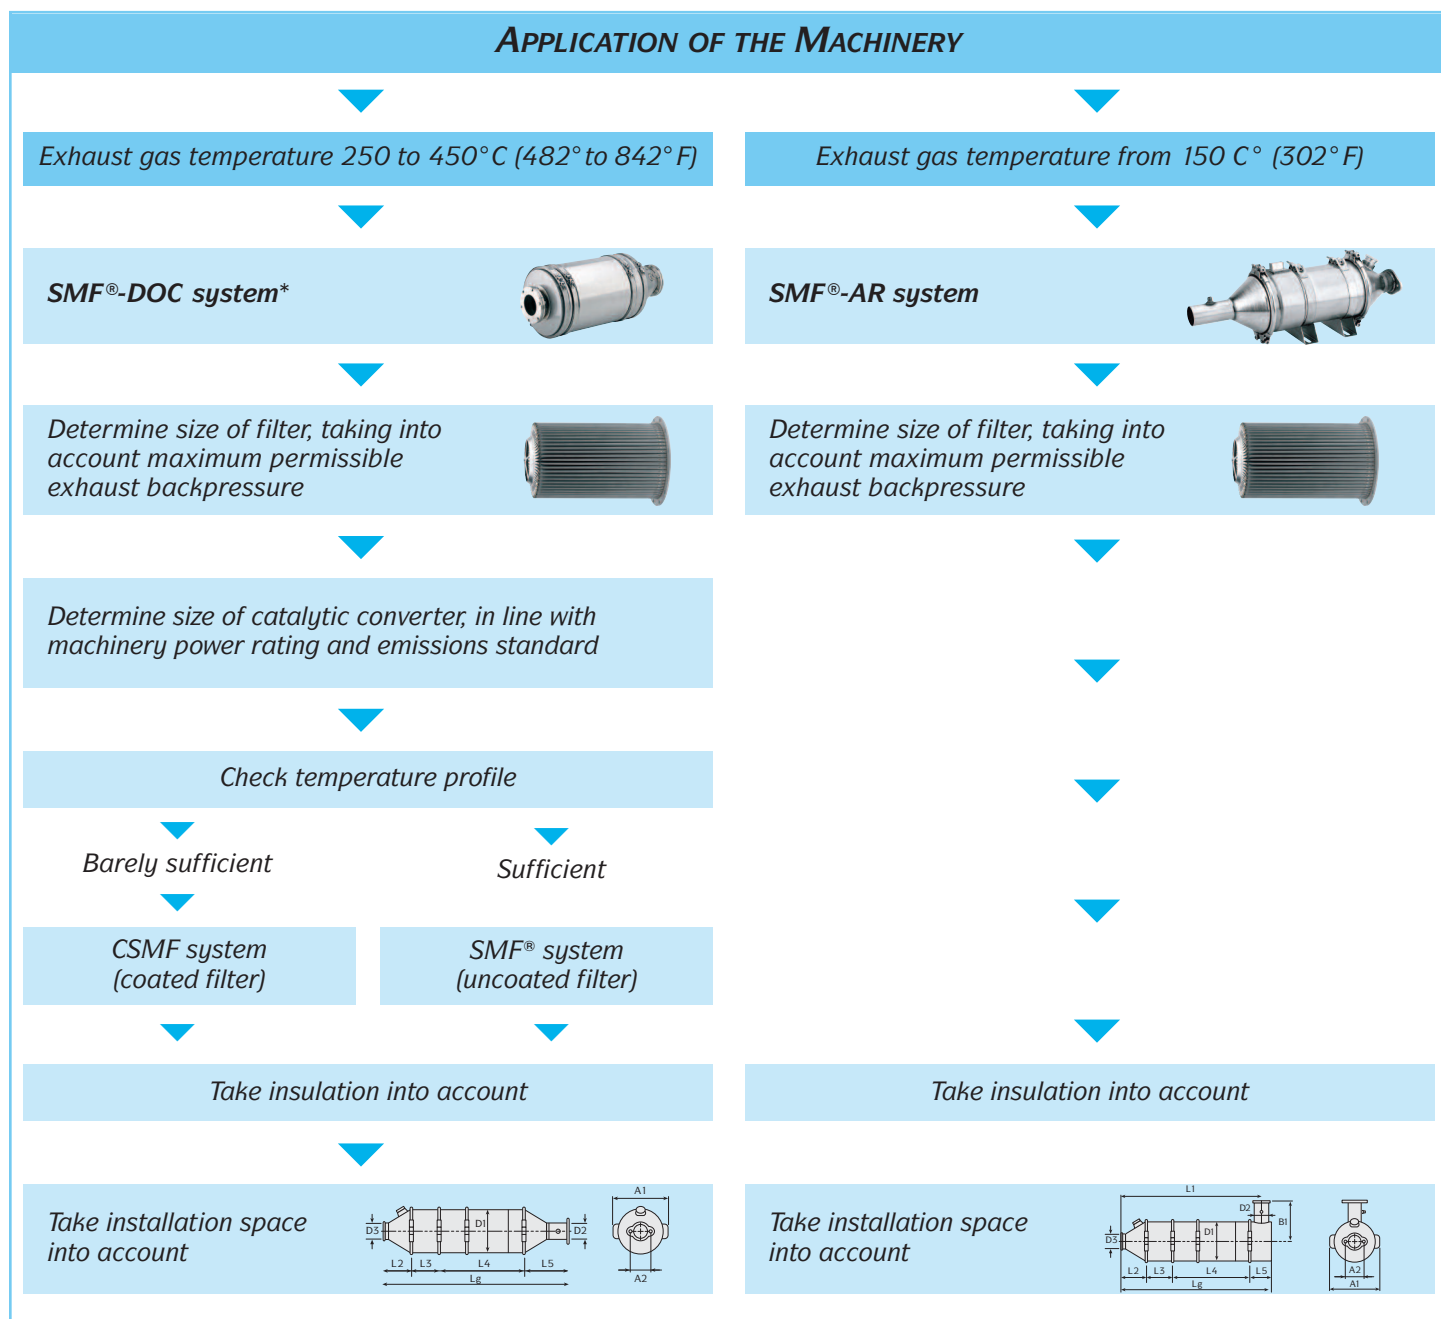 APPLICATION OF THE MACHINERY
Exhaust gas temperature 250 to 450° C (482° to 842° F)
SMF®-DOC system*
Determine size of filter, taking into
account maximum permissible
exhaust backpressure
Determine size of catalytic converter, in line with
machinery power rating and emissions standard
Check temperature profile
Barely sufficient
Sufficient
CSMF system
(coated filter)
SMF® system
(uncoated filter)
Take insulation into account
Take installation space
into account
A1
D3
D1
D2
L2
L3
L4
L5
Lg
A2
Exhaust gas temperature from 150 C° (302° F)
SMF®-AR system
Determine size of filter, taking into
account maximum permissible
exhaust backpressure
Take insulation into account
Take installation space
into account
L1
D2
B1
D3
D1
L2
L3
L4
L5
Lg
A2
A1